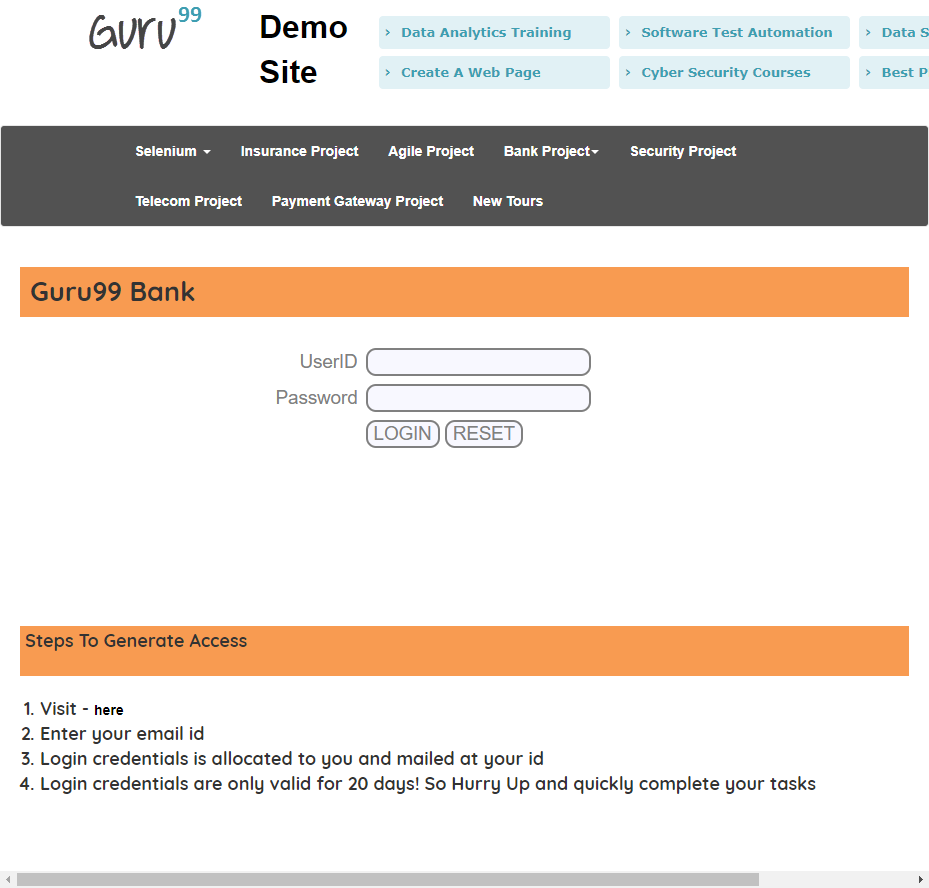 Guru99
Demo
Site
› Data Analytics Training
› Software Test Automation
› Data S
› Create A Web Page
› Cyber Security Courses
› Best P
Selenium
Insurance Project
Agile Project
Bank Project
Security Project
Telecom Project
Payment Gateway Project
New Tours
Guru99 Bank
UserID
Password
LOGIN RESET
Steps To Generate Access
1. Visit - here
2. Enter your email id
3. Login credentials is allocated to you and mailed at your id
4. Login credentials are only valid for 20 days! So Hurry Up and quickly complete your tasks